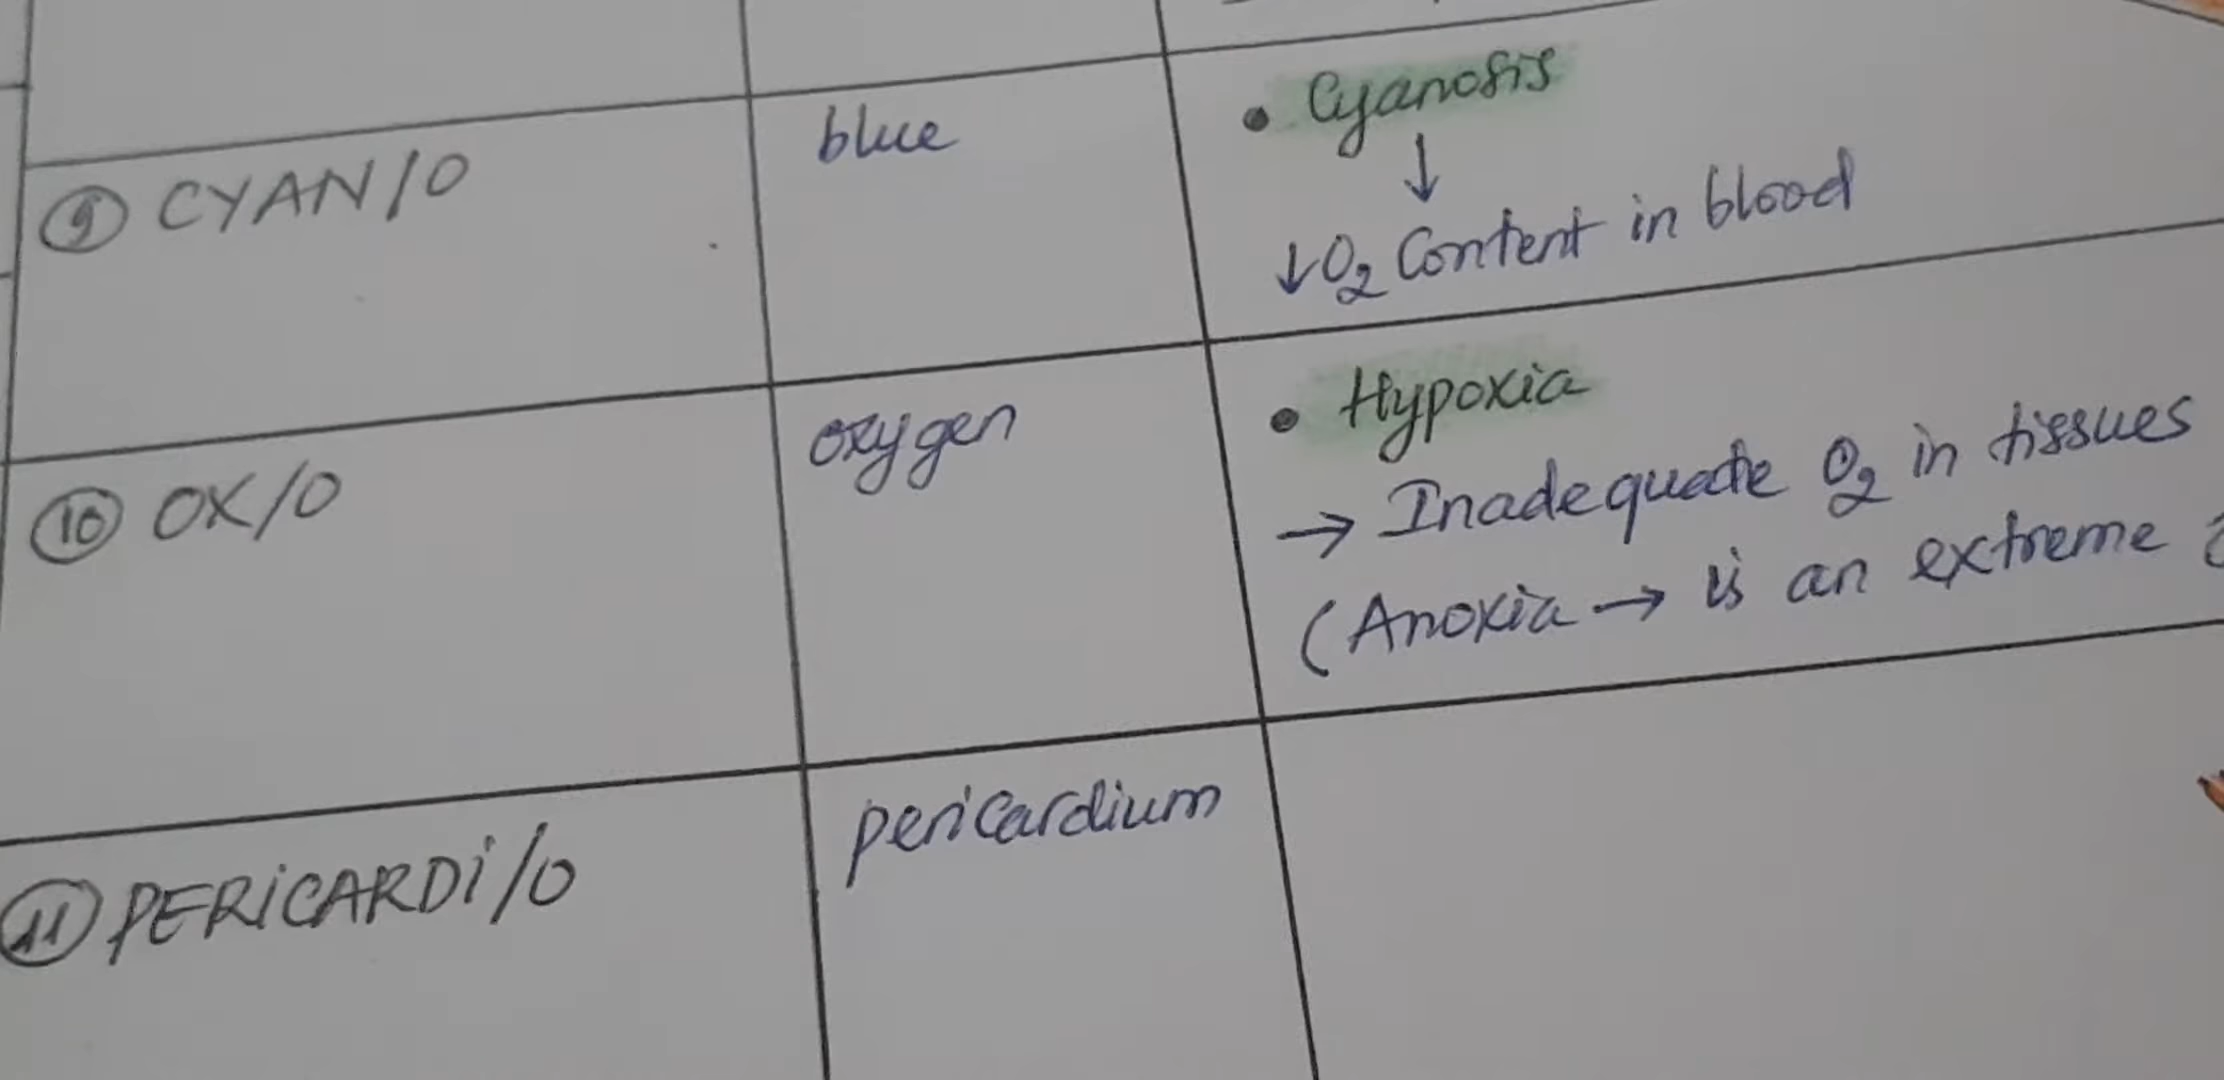 ⑨ CYAN/O
blue
• Cyanosis
↓
↓O₂ Content in blood
⑩ OX/O
oxygen
• Hypoxia
→ Inadequate O₂ in tissues
(Anoxia → is an extreme
⑪ PERiCARDi/O
pericardium